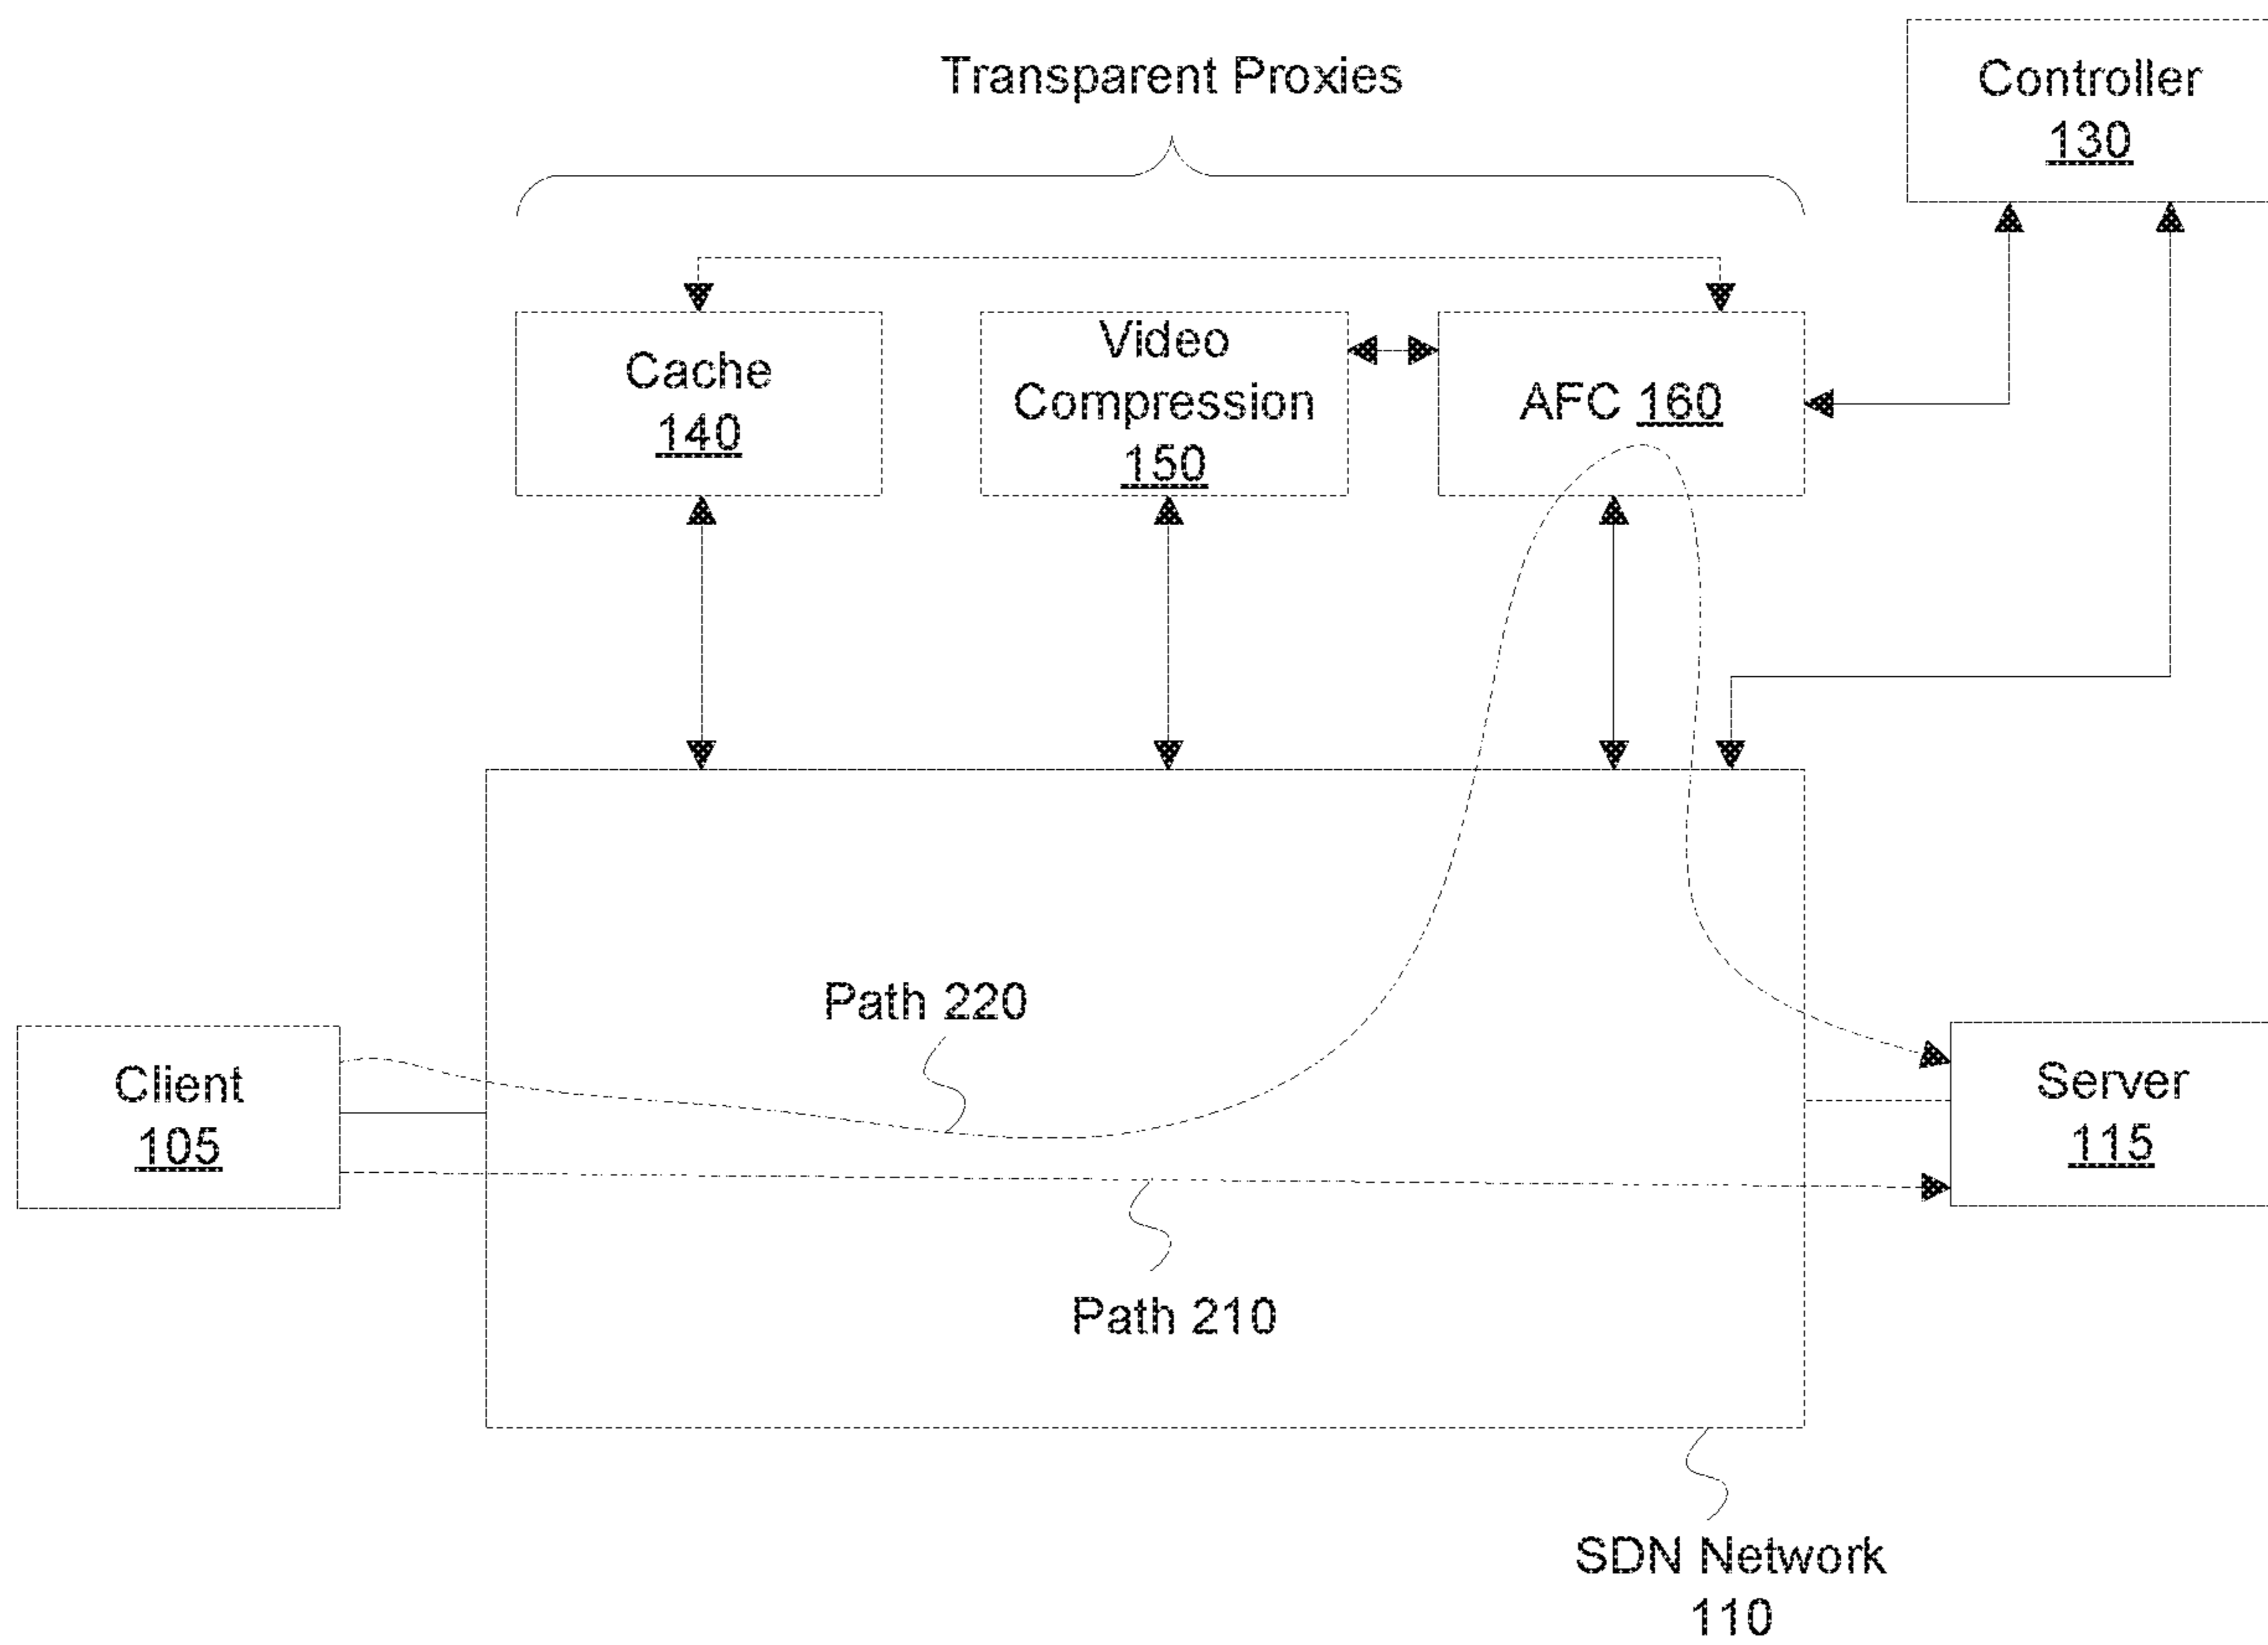 Transparent Proxies
Controller
130
Cache
140
Video
Compression
150
AFC 160
Path 220
Client
105
Server
115
Path 210
SDN Network
110